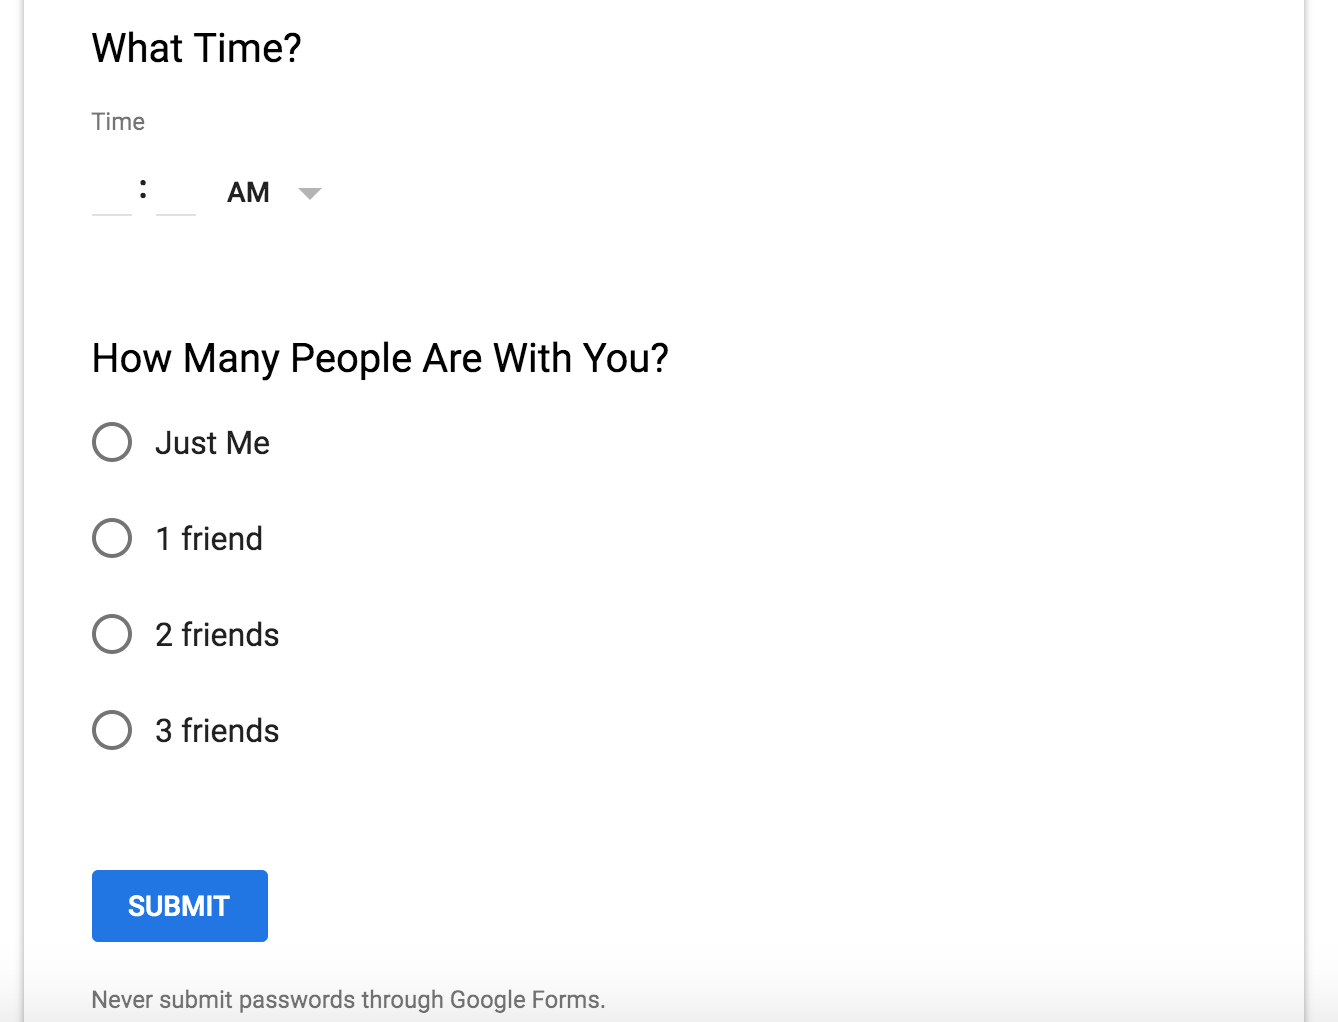 What Time?
Time
: AM
How Many People Are With You?
Just Me
1 friend
2 friends
3 friends
SUBMIT
Never submit passwords through Google Forms.